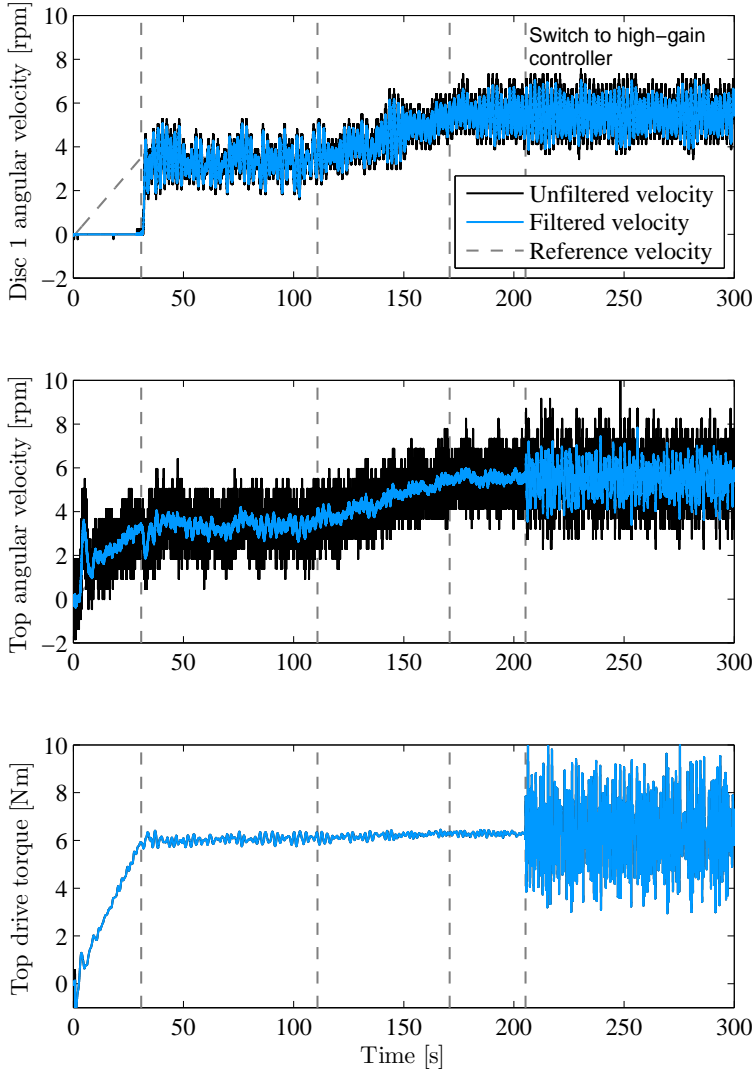 Switch to high−gain
controller
Disc 1 angular velocity [rpm]
10
8
6
4
2
0
−2
Unfiltered velocity
Filtered velocity
Reference velocity
0 50 100 150 200 250 300
Top angular velocity [rpm]
10
8
6
4
2
0
−2
0 50 100 150 200 250 300
Top drive torque [Nm]
10
8
6
4
2
0
0 50 100 150 200 250 300
Time [s]